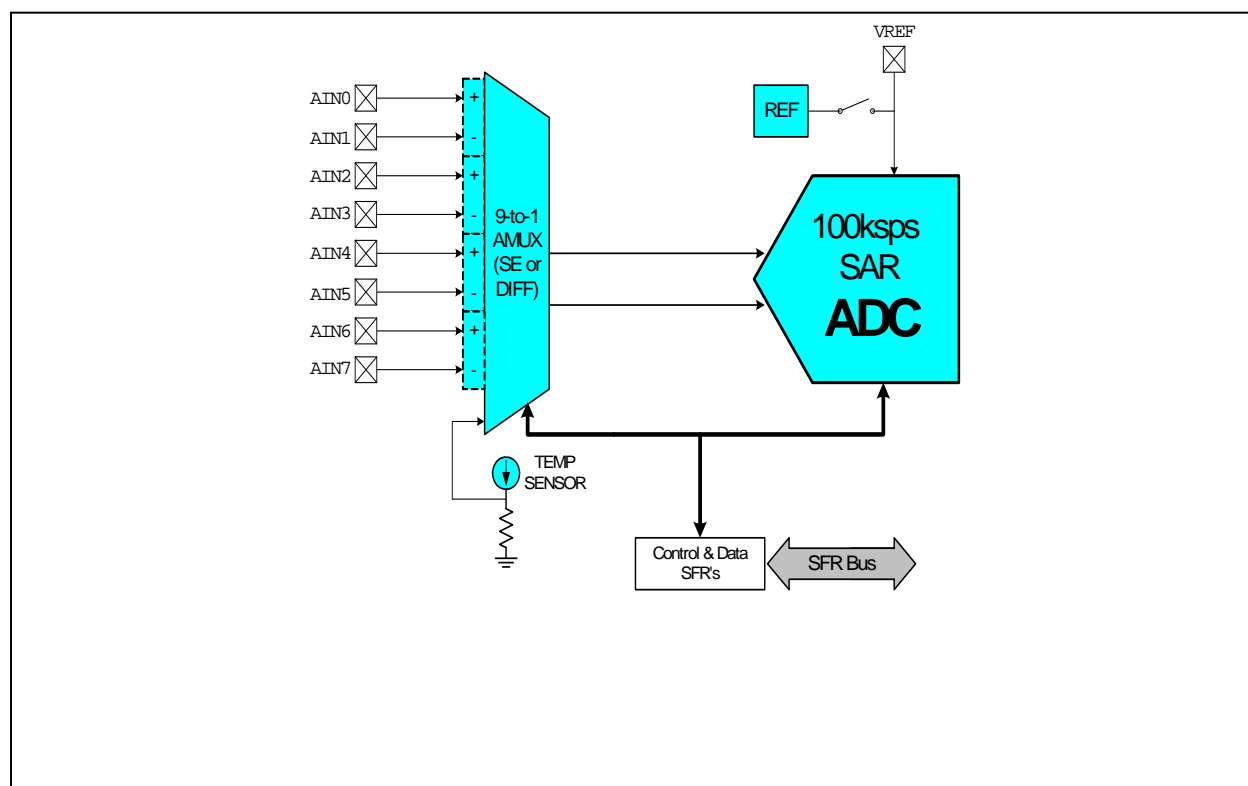 VREF
REF
AIN0
AIN1
AIN2
AIN3
AIN4
AIN5
AIN6
AIN7
+
-
+
-
+
-
+
-
9-to-1
AMUX
(SE or
DIFF)
100ksps
SAR
ADC
TEMP
SENSOR
Control & Data
SFR's
SFR Bus